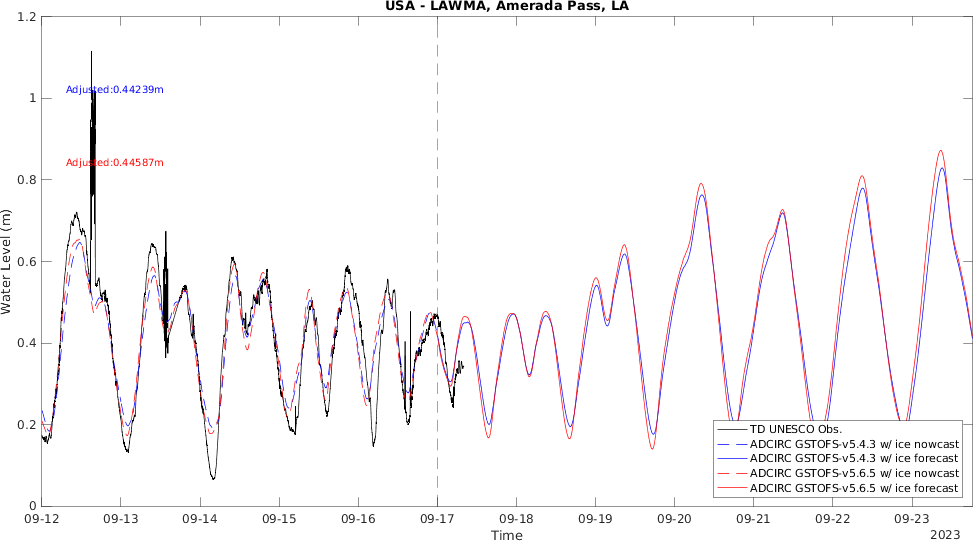 USA - LAWMA, Amerada Pass, LA
1.2
1
0.8
0.6
0.4
0.2
0
Water Level (m)
Adjusted:0.44239m
Adjusted:0.44587m
TD UNESCO Obs.
ADCIRC GSTOFS-v5.4.3 w/ ice nowcast
ADCIRC GSTOFS-v5.4.3 w/ ice forecast
ADCIRC GSTOFS-v5.6.5 w/ ice nowcast
ADCIRC GSTOFS-v5.6.5 w/ ice forecast
09-12 09-13 09-14 09-15 09-16 09-17 09-18 09-19 09-20 09-21 09-22 09-23
Time
2023